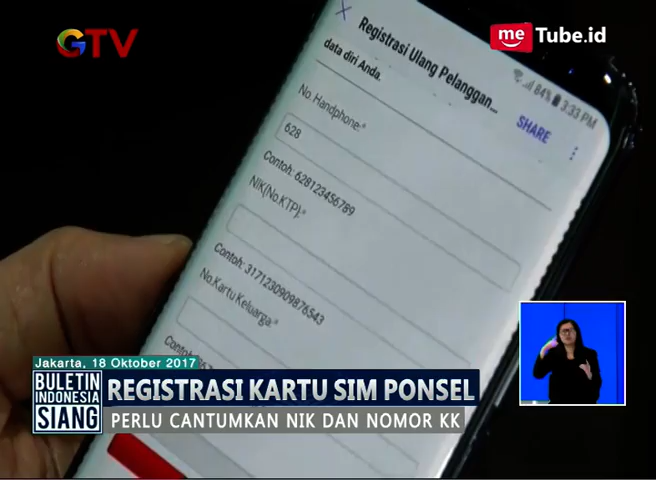 GTV
me Tube.id
84% 3:33 PM
Registrasi Ulang Pelanggan...
SHARE
data diri Anda.
No. Handphone:*
628
Contoh: 628123456789
NIK(No.KTP):*
Contoh: 3171230909876543
No.Kartu Keluarga:*
Jakarta, 18 Oktober 2017
BULETIN
INDONESIA
SIANG
REGISTRASI KARTU SIM PONSEL
PERLU CANTUMKAN NIK DAN NOMOR KK